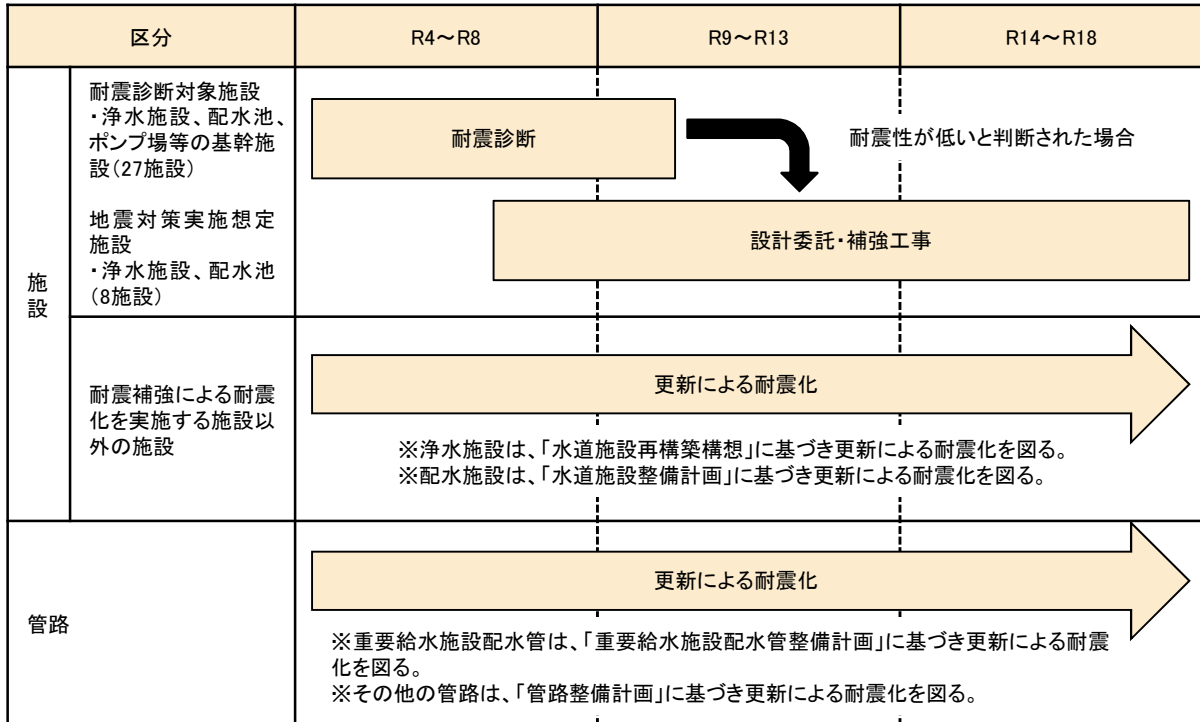 区分
R4～R8
R9～R13
R14～R18
施
設
耐震診断対象施設
・浄水施設、配水池、
ポンプ場等の基幹施
設(27施設)
地震対策実施想定
施設
・浄水施設、配水池
(8施設)
耐震診断
耐震性が低いと判断された場合
設計委託・補強工事
耐震補強による耐震
化を実施する施設以
外の施設
更新による耐震化
※浄水施設は、「水道施設再構築構想」に基づき更新による耐震化を図る。
※配水施設は、「水道施設整備計画」に基づき更新による耐震化を図る。
管路
更新による耐震化
※重要給水施設配水管は、「重要給水施設配水管整備計画」に基づき更新による耐震
化を図る。
※その他の管路は、「管路整備計画」に基づき更新による耐震化を図る。